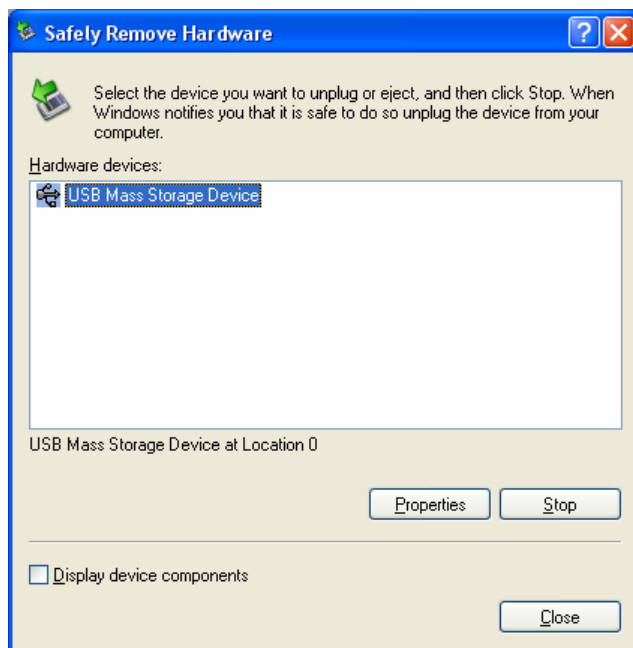 Safely Remove Hardware
Select the device you want to unplug or eject, and then click Stop. When
Windows notifies you that it is safe to do so unplug the device from your
computer.
Hardware devices:
USB Mass Storage Device
USB Mass Storage Device at Location 0
Properties Stop
Display device components
Close